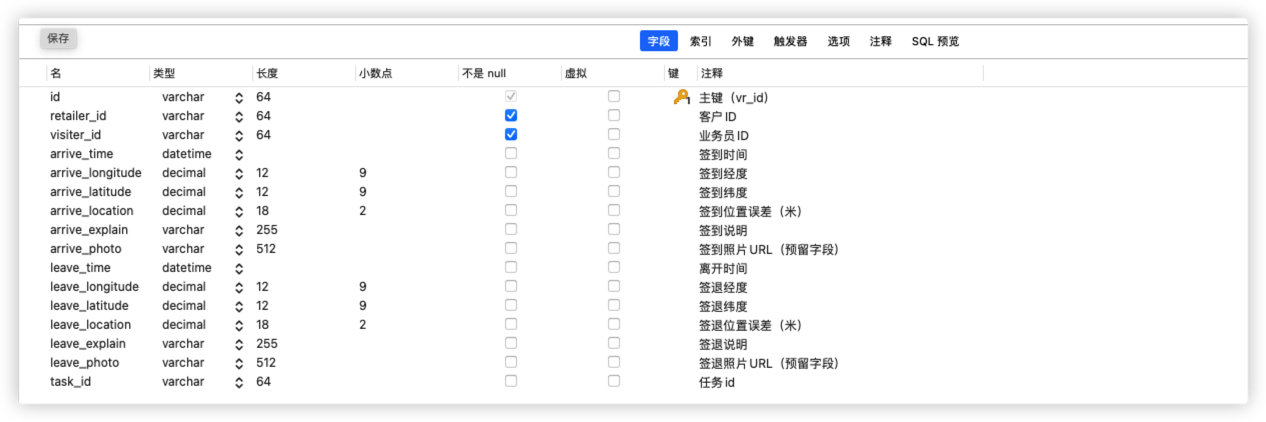 保存
字段 索引 外键 触发器 选项 注释 SQL 预览
名 类型 长度 小数点 不是 null 虚拟 键 注释
id varchar 64 1 主键（vr_id）
retailer_id varchar 64 客户 ID
visiter_id varchar 64 业务员 ID
arrive_time datetime 签到时间
arrive_longitude decimal 12 9 签到经度
arrive_latitude decimal 12 9 签到纬度
arrive_location decimal 18 2 签到位置误差（米）
arrive_explain varchar 255 签到说明
arrive_photo varchar 512 签到照片 URL（预留字段）
leave_time datetime 离开时间
leave_longitude decimal 12 9 签退经度
leave_latitude decimal 12 9 签退纬度
leave_location decimal 18 2 签退位置误差（米）
leave_explain varchar 255 签退说明
leave_photo varchar 512 签退照片 URL（预留字段）
task_id varchar 64 任务 id